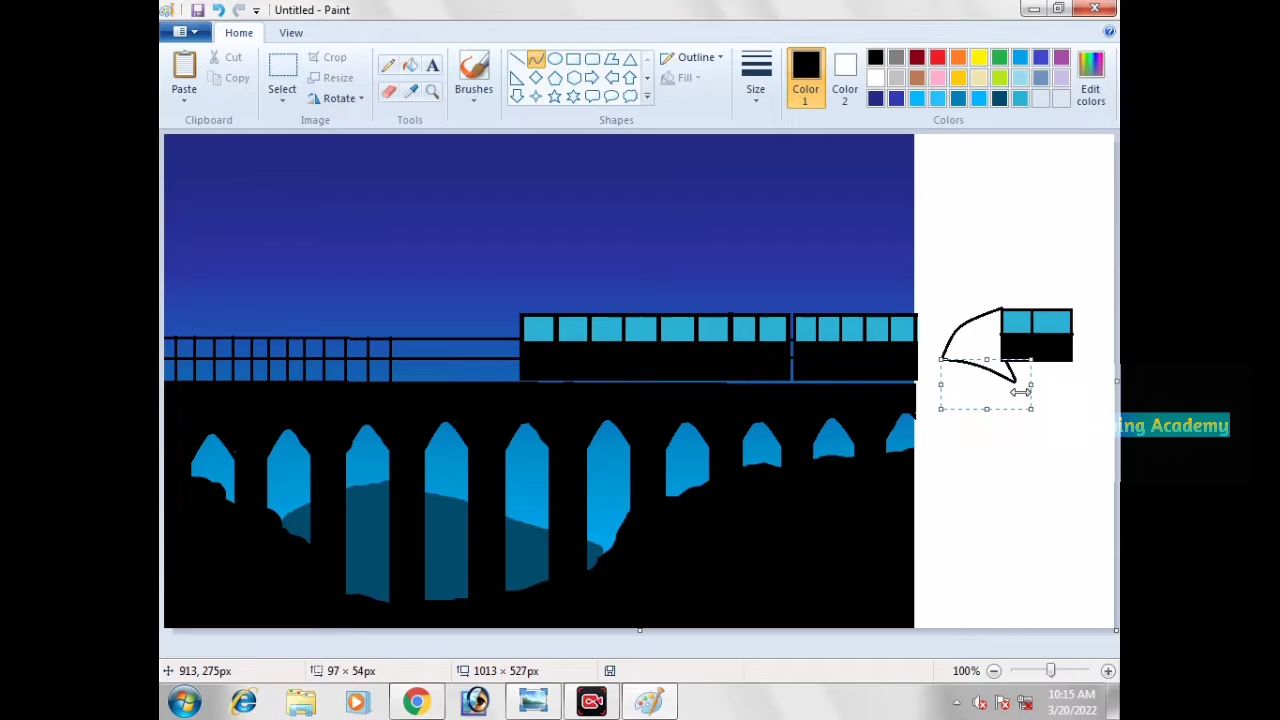 Untitled - Paint
Home View
Paste
Cut
Copy
Clipboard
Select
Crop
Resize
Rotate
Image
A
Tools
Brushes
Outline
Fill
Shapes
Size
Color 1
Color 2
Edit colors
Colors
ing Academy
913, 275px
97 × 54px
1013 × 527px
100%
10:15 AM
3/20/2022